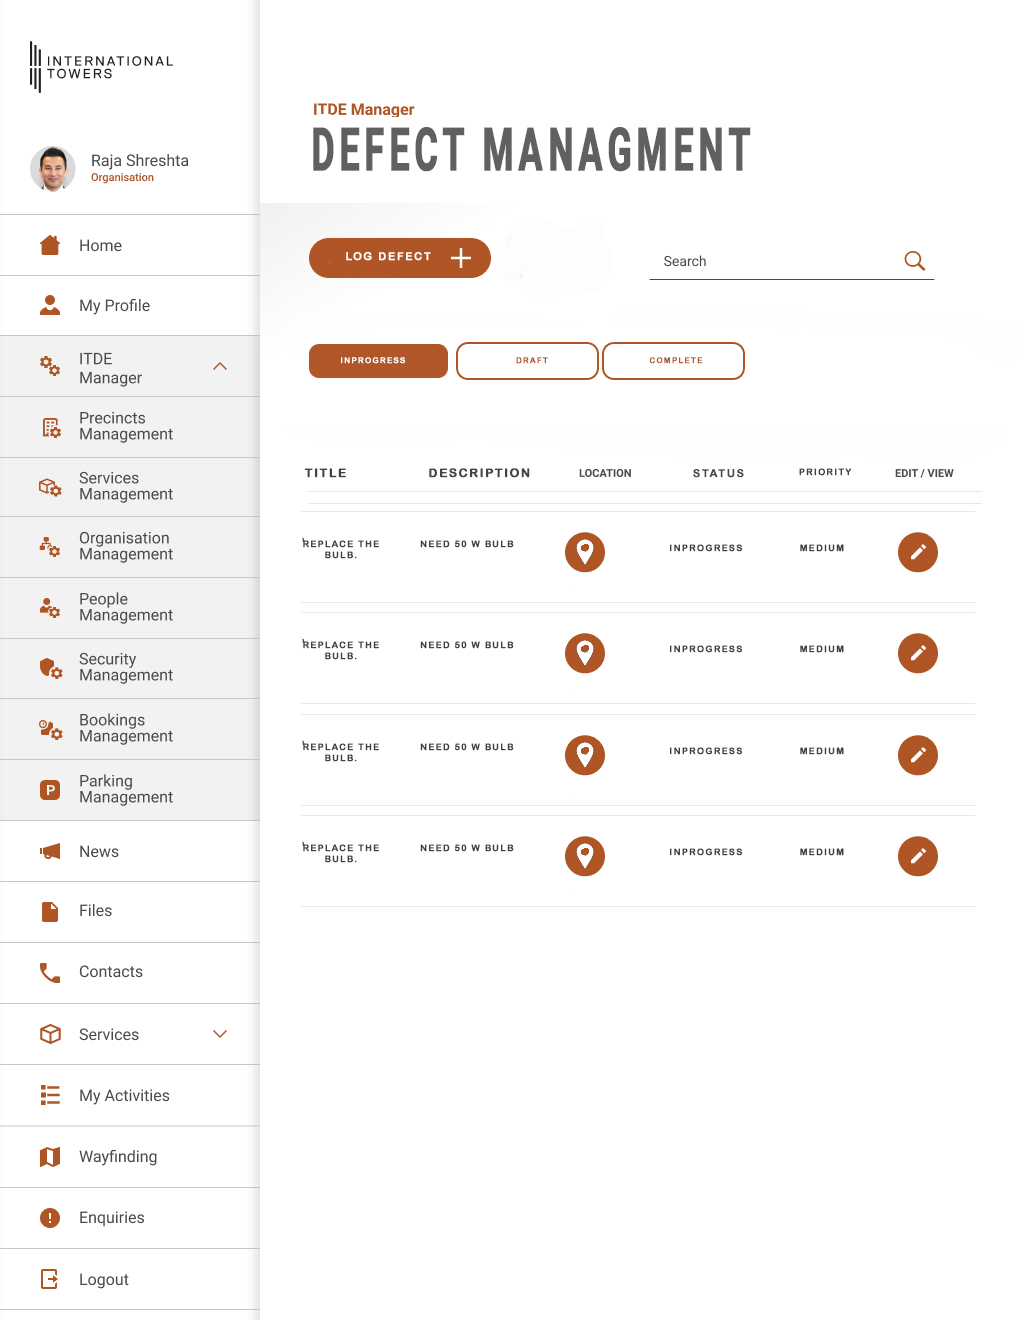 INTERNATIONAL
TOWERS
Raja Shreshta
Organisation
Home
My Profile
ITDE
Manager
Precincts
Management
Services
Management
Organisation
Management
People
Management
Security
Management
Bookings
Management
P
Parking
Management
News
Files
Contacts
Services
My Activities
Wayfinding
Enquiries
Logout
ITDE Manager
DEFECT MANAGMENT
LOG DEFECT
Search
INPROGRESS DRAFT COMPLETE
TITLE DESCRIPTION LOCATION STATUS PRIORITY EDIT / VIEW
REPLACE THE
BULB.
NEED 50 W BULB INPROGRESS MEDIUM
REPLACE THE
BULB.
NEED 50 W BULB INPROGRESS MEDIUM
REPLACE THE
BULB.
NEED 50 W BULB INPROGRESS MEDIUM
REPLACE THE
BULB.
NEED 50 W BULB INPROGRESS MEDIUM